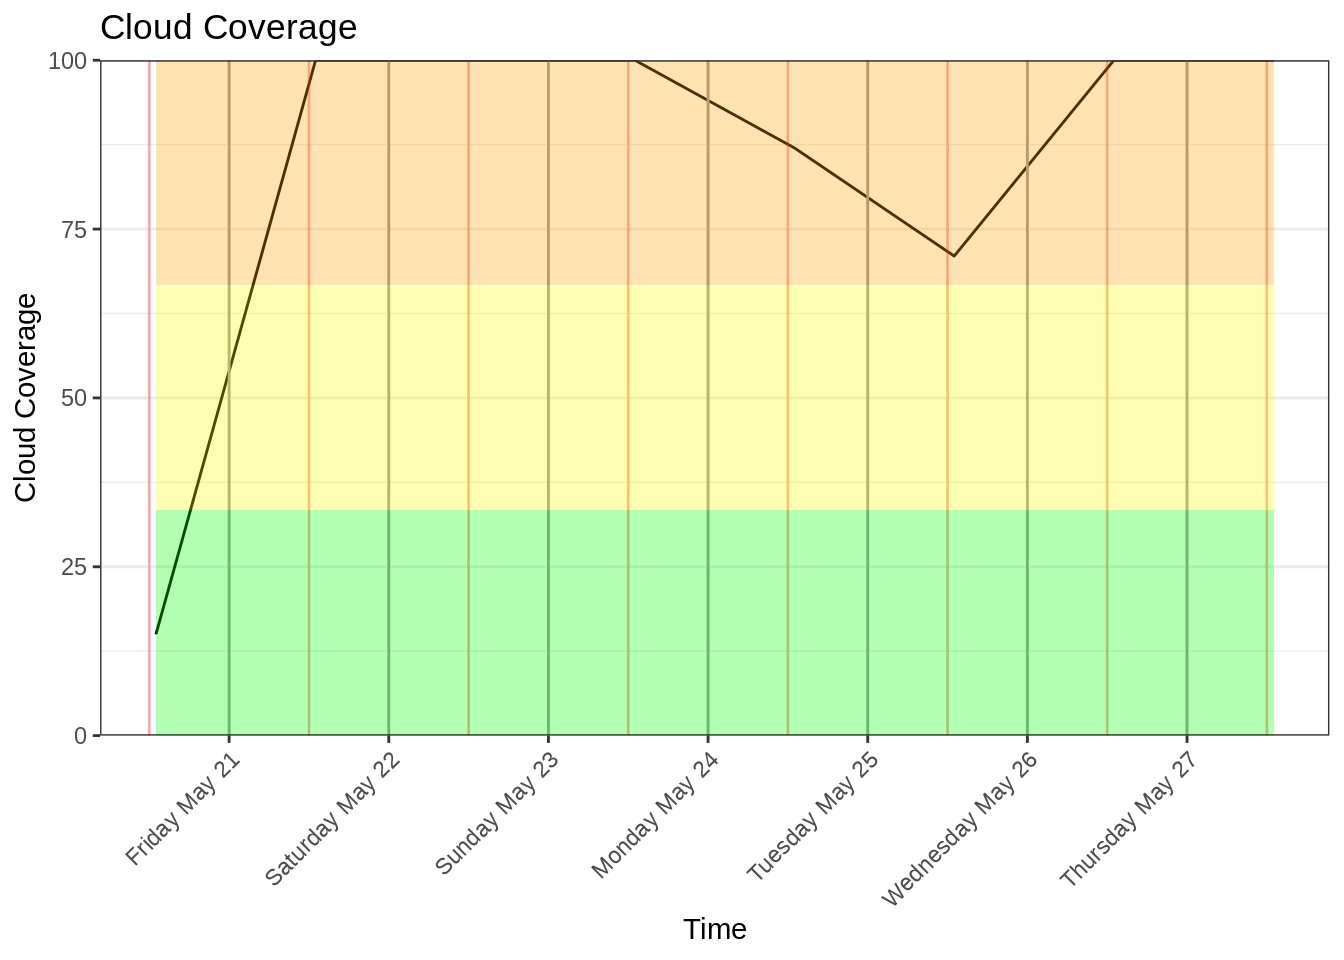 Cloud Coverage
100
75
50
25
0
Cloud Coverage
Friday May 21
Saturday May 22
Sunday May 23
Monday May 24
Tuesday May 25
Wednesday May 26
Thursday May 27
Time